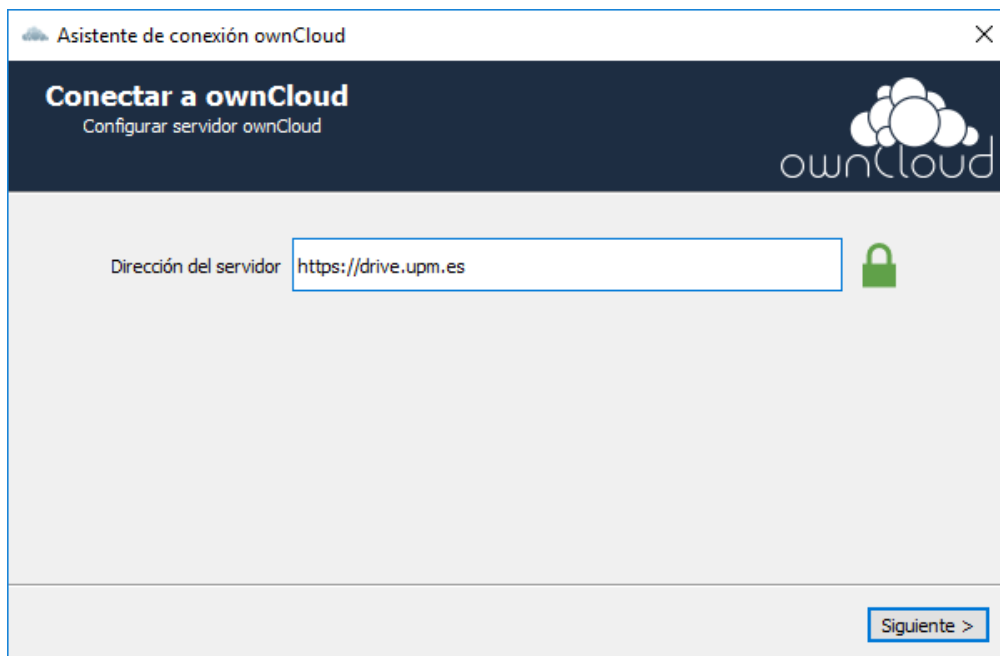 Asistente de conexión ownCloud
Conectar a ownCloud
Configurar servidor ownCloud
ownCloud
Dirección del servidor https://drive.upm.es
Siguiente >